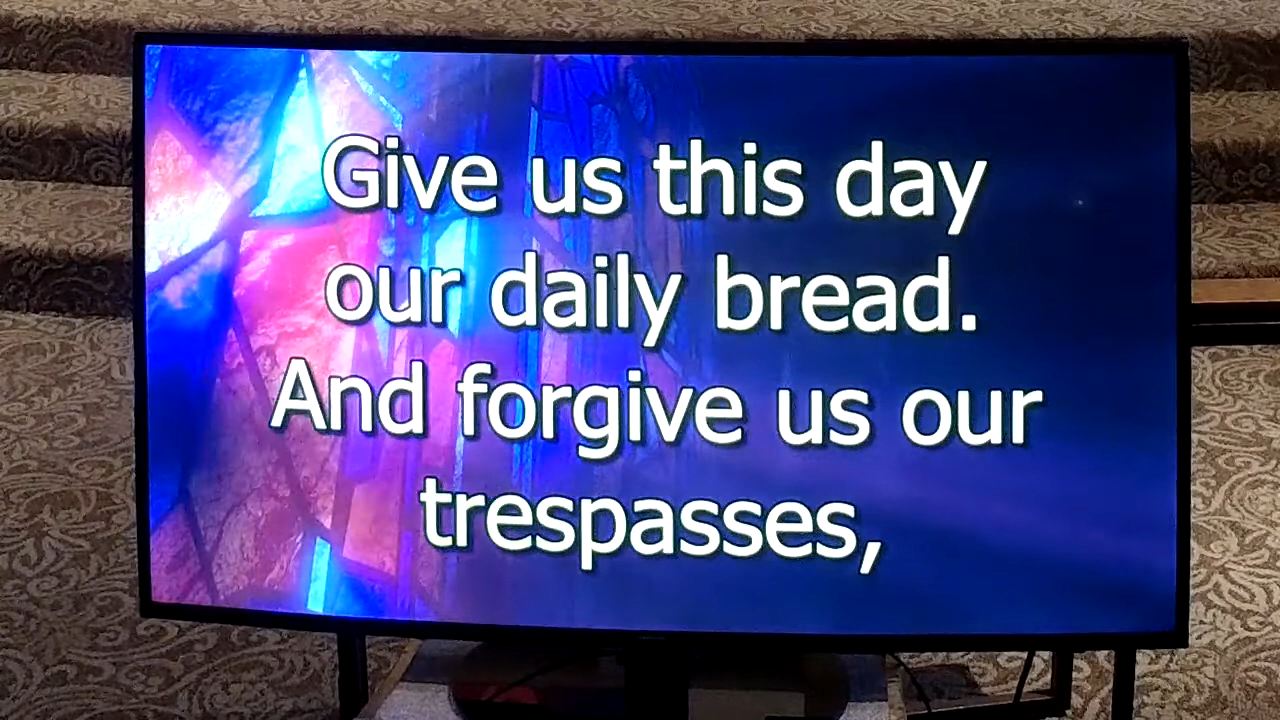 Give us this day
our daily bread.
And forgive us our
trespasses,